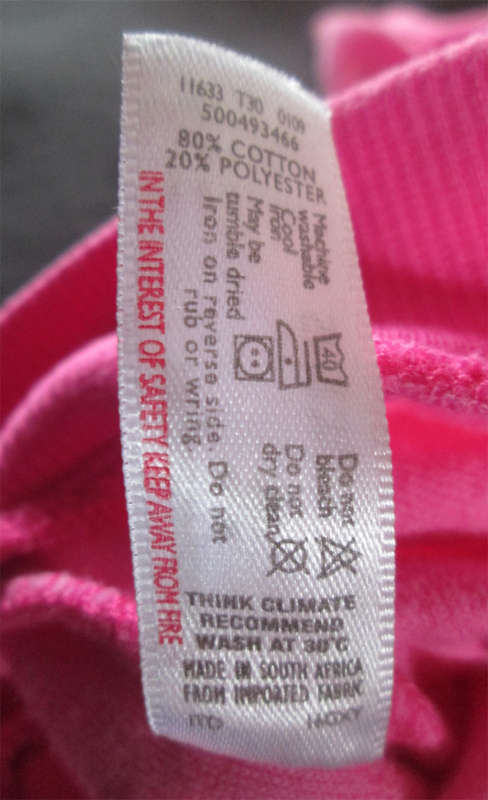 11633 T30 0109
500493466
80% COTTON
20% POLYESTER
Machine
washable
Cool
iron
May be
tumble dried
Iron on reverse side. Do not
rub or wring.
40
Do not
bleach
Do not
dry clean
IN THE INTEREST OF SAFETY KEEP AWAY FROM FIRE
THINK CLIMATE
RECOMMEND
WASH AT 30°C
MADE IN SOUTH AFRICA
FROM IMPORTED FABRIC